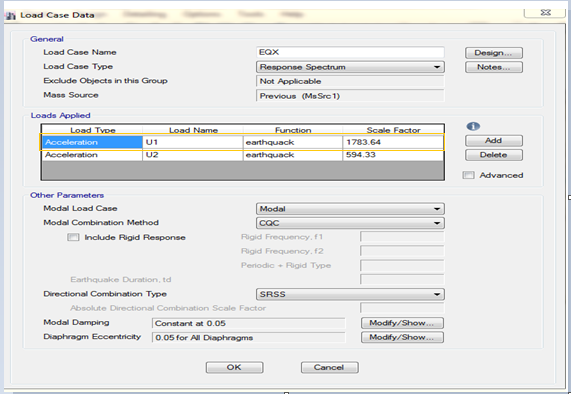 Load Case Data
General
Load Case Name EQX Design...
Load Case Type Response Spectrum Notes...
Exclude Objects in this Group Not Applicable
Mass Source Previous (MsSrc1)
Loads Applied
Load Type Load Name Function Scale Factor
Acceleration U1 earthquack 1783.64 Add
Acceleration U2 earthquack 594.33 Delete
Advanced
Other Parameters
Modal Load Case Modal
Modal Combination Method CQC
Include Rigid Response Rigid Frequency, f1
Rigid Frequency, f2
Periodic + Rigid Type
Earthquake Duration, td
Directional Combination Type SRSS
Absolute Directional Combination Scale Factor
Modal Damping Constant at 0.05 Modify/Show...
Diaphragm Eccentricity 0.05 for All Diaphragms Modify/Show...
OK Cancel